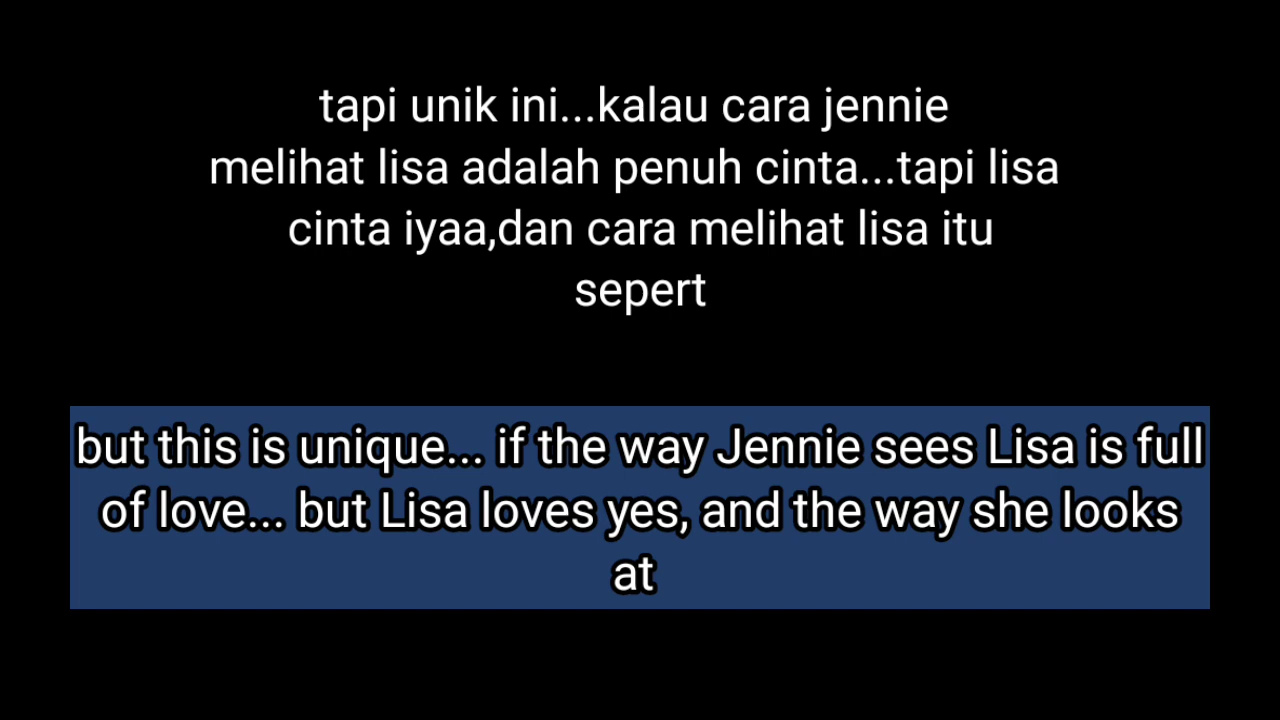 tapi unik ini...kalau cara jennie
melihat lisa adalah penuh cinta...tapi lisa
cinta iyaa,dan cara melihat lisa itu
sepert
but this is unique... if the way Jennie sees Lisa is full
of love... but Lisa loves yes, and the way she looks
at